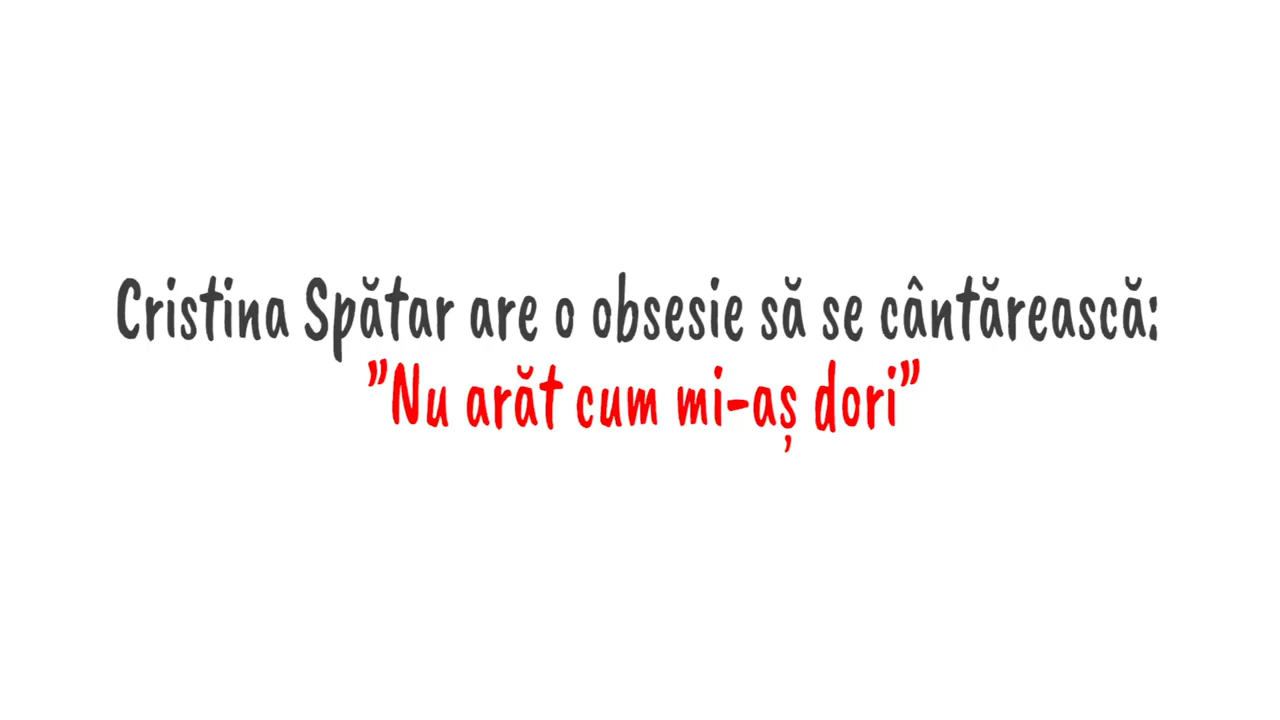 Cristina Spătar are o obsesie să se cântărească:
”Nu arăt cum mi-aș dori”